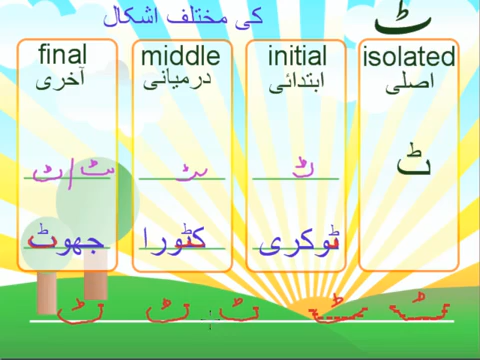 ٹ کی مختلف اشکال
isolated initial middle final
اصلی ابتدائی درمیانی آخری
ٹ ٹ ٹ ٹ/ٹ
ٹوکری کٹورا جھوٹ
ٹ ٹ ٹ ٹ ٹ